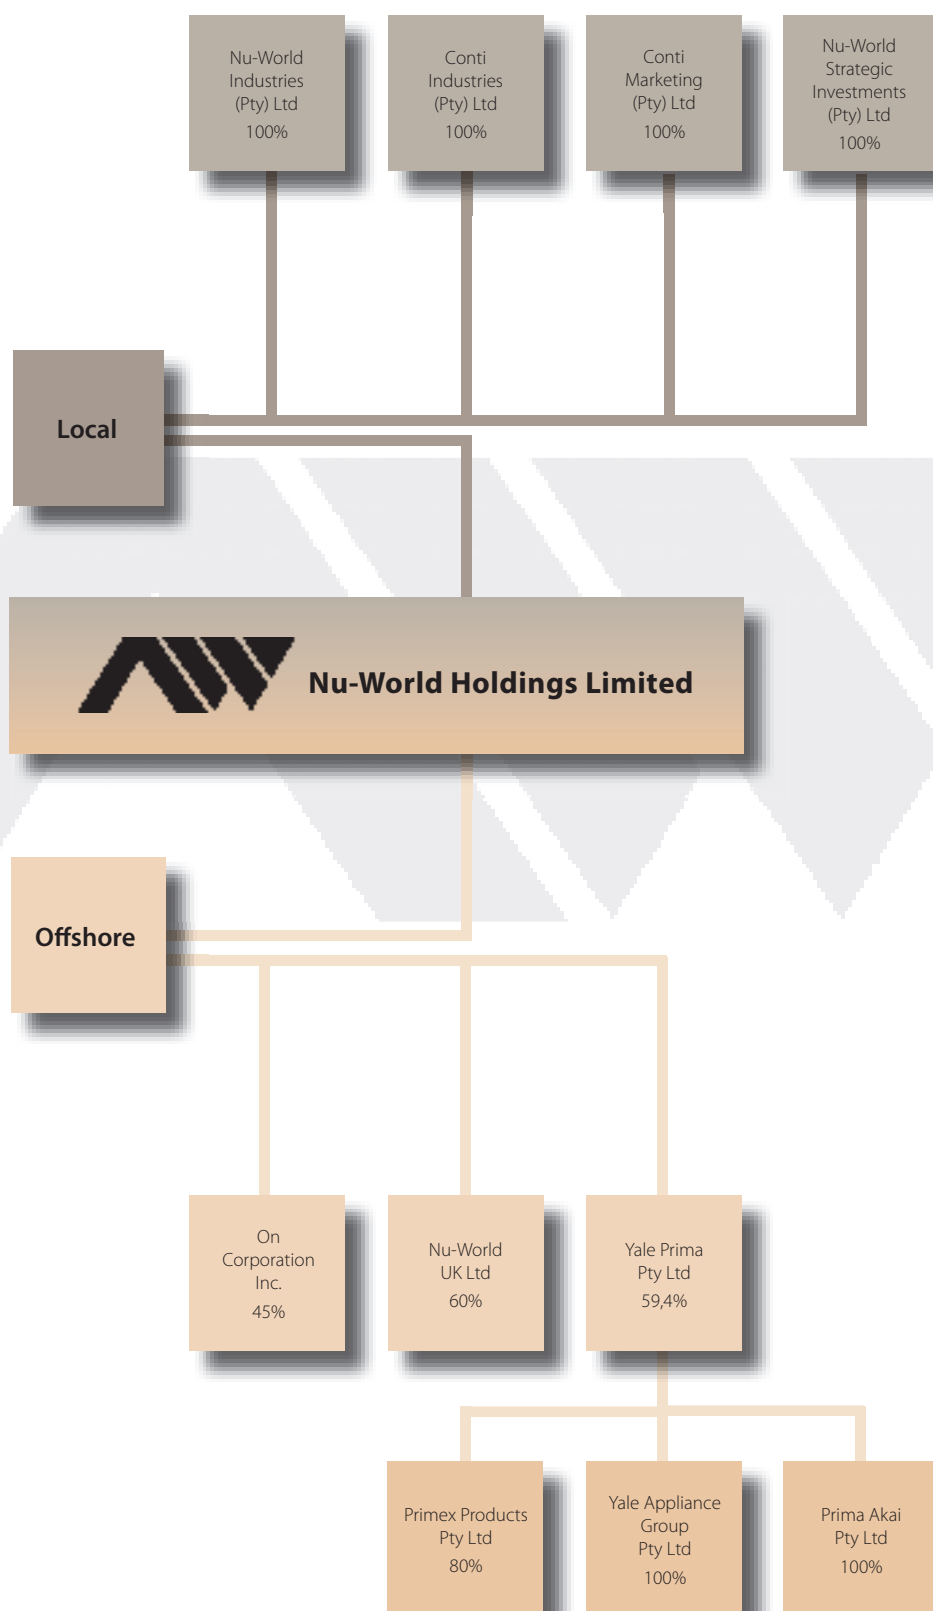 Nu-World
Industries
(Pty) Ltd
100%
Conti
Industries
(Pty) Ltd
100%
Conti
Marketing
(Pty) Ltd
100%
Nu-World
Strategic
Investments
(Pty) Ltd
100%
Local
Nu-World Holdings Limited
Offshore
On
Corporation
Inc.
45%
Nu-World
UK Ltd
60%
Yale Prima
Pty Ltd
59,4%
Primex Products
Pty Ltd
80%
Yale Appliance
Group
Pty Ltd
100%
Prima Akai
Pty Ltd
100%